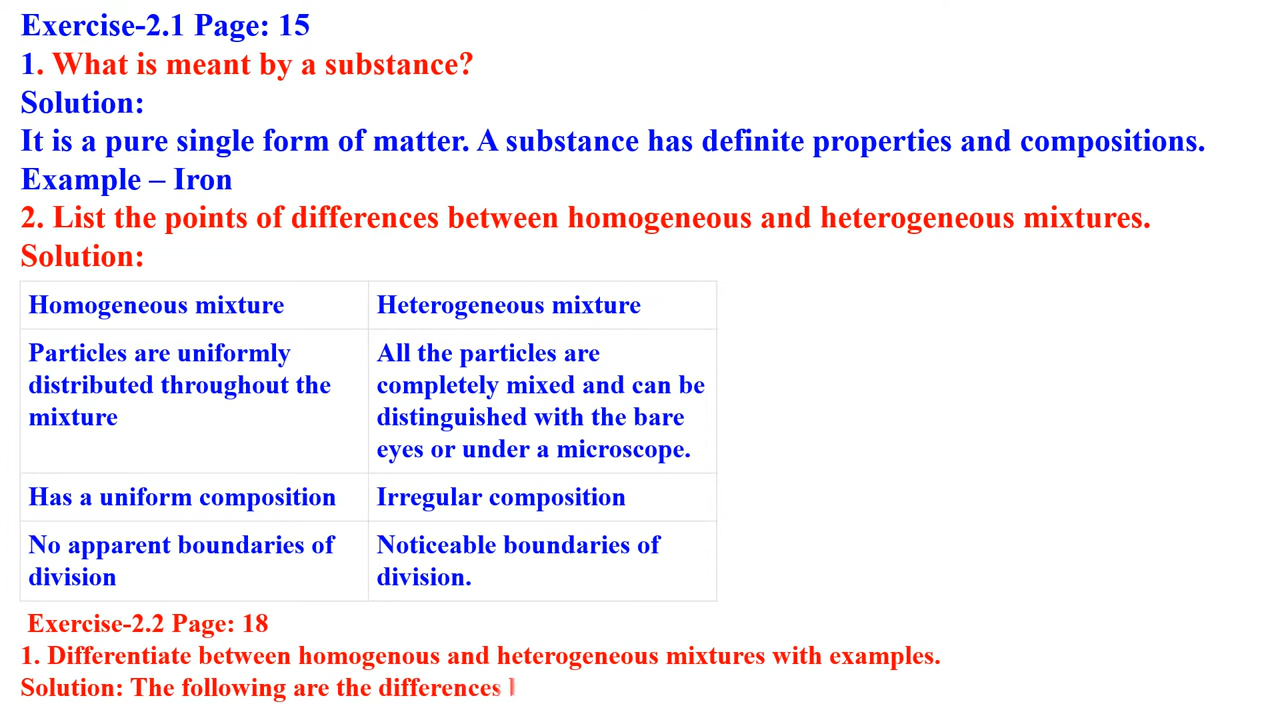 Exercise-2.1 Page: 15
1. What is meant by a substance?
Solution:
It is a pure single form of matter. A substance has definite properties and compositions.
Example – Iron
2. List the points of differences between homogeneous and heterogeneous mixtures.
Solution:
Homogeneous mixture
Heterogeneous mixture
Particles are uniformly
distributed throughout the
mixture
All the particles are
completely mixed and can be
distinguished with the bare
eyes or under a microscope.
Has a uniform composition
Irregular composition
No apparent boundaries of
division
Noticeable boundaries of
division.
Exercise-2.2 Page: 18
1. Differentiate between homogenous and heterogeneous mixtures with examples.
Solution: The following are the differences